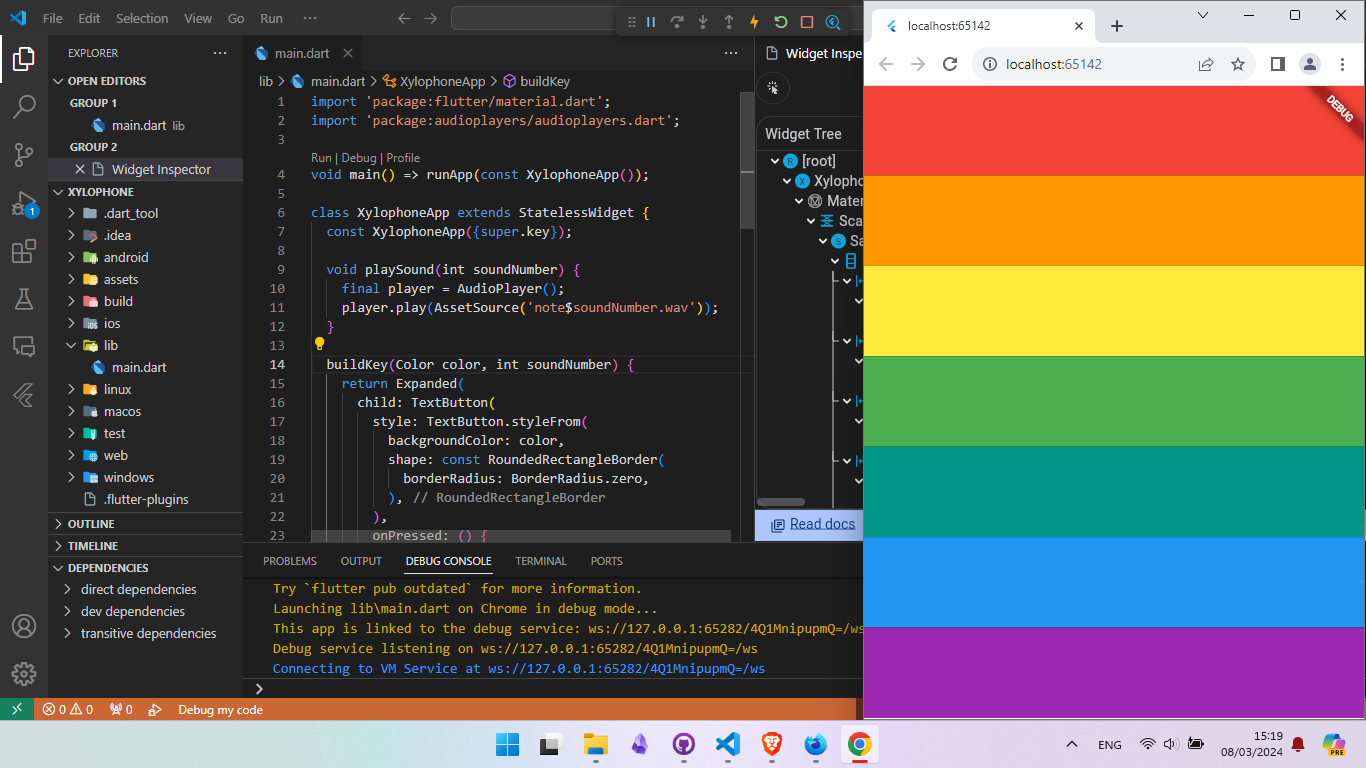 File Edit Selection View Go Run ···
EXPLORER ···
OPEN EDITORS
GROUP 1
main.dart lib
GROUP 2
Widget Inspector
XYLOPHONE
.dart_tool
.idea
android
assets
build
ios
lib
main.dart
linux
macos
test
web
windows
.flutter-plugins
OUTLINE
TIMELINE
DEPENDENCIES
direct dependencies
dev dependencies
transitive dependencies
1
main.dart ···
lib > main.dart > XylophoneApp > buildKey
1 import 'package:flutter/material.dart';
2 import 'package:audioplayers/audioplayers.dart';
3
Run | Debug | Profile
4 void main() => runApp(const XylophoneApp());
5
6 class XylophoneApp extends StatelessWidget {
7 const XylophoneApp({super.key});
8
9 void playSound(int soundNumber) {
10 final player = AudioPlayer();
11 player.play(AssetSource('note$soundNumber.wav'));
12 }
13
14 buildKey(Color color, int soundNumber) {
15 return Expanded(
16 child: TextButton(
17 style: TextButton.styleFrom(
18 backgroundColor: color,
19 shape: const RoundedRectangleBorder(
20 borderRadius: BorderRadius.zero,
21 ), // RoundedRectangleBorder
22 ),
23 onPressed: () {
Widget Inspe
Widget Tree
R [root]
X Xylopho
M Mater
Sca
S Sa
Read docs
PROBLEMS OUTPUT DEBUG CONSOLE TERMINAL PORTS
Try `flutter pub outdated` for more information.
Launching lib\main.dart on Chrome in debug mode...
This app is linked to the debug service: ws://127.0.0.1:65282/4Q1MnipupmQ=/ws
Debug service listening on ws://127.0.0.1:65282/4Q1MnipupmQ=/ws
Connecting to VM Service at ws://127.0.0.1:65282/4Q1MnipupmQ=/ws
0 0 0 Debug my code
localhost:65142
localhost:65142
DEBUG
ENG
15:19
08/03/2024
PRE